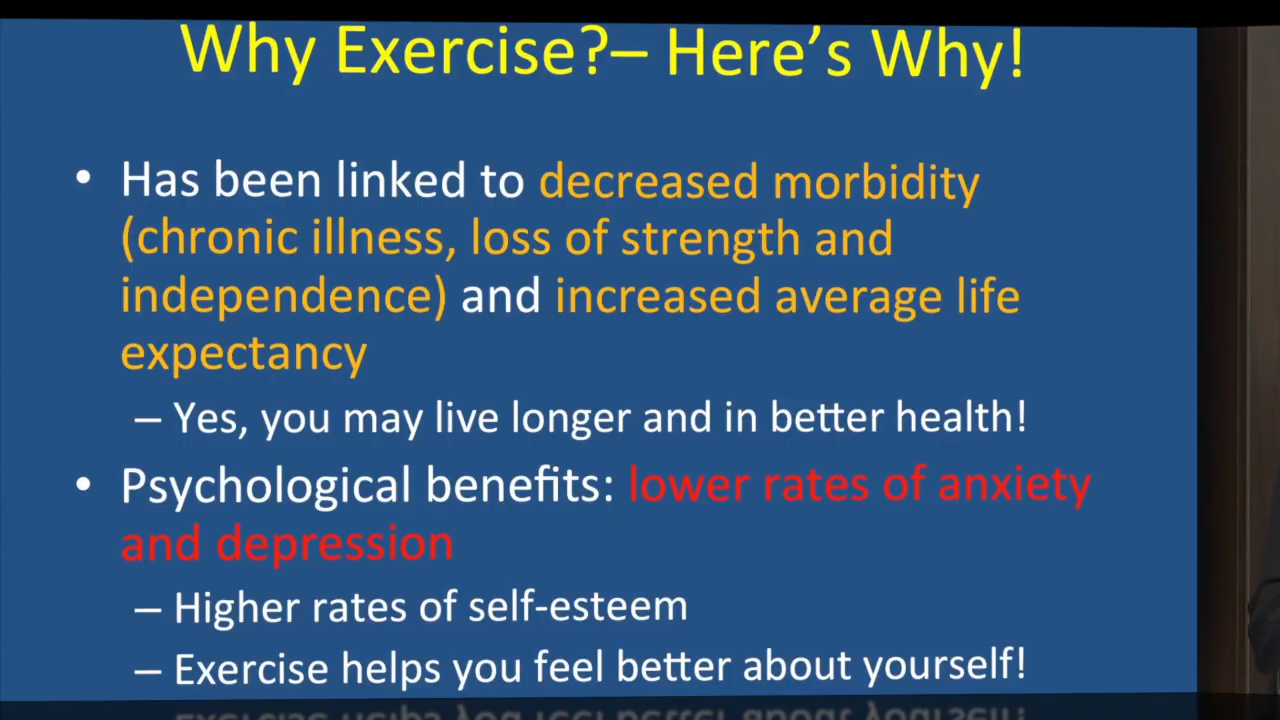 Why Exercise?– Here’s Why!
• Has been linked to decreased morbidity
(chronic illness, loss of strength and
independence) and increased average life
expectancy
– Yes, you may live longer and in better health!
• Psychological benefits: lower rates of anxiety
and depression
– Higher rates of self-esteem
– Exercise helps you feel better about yourself!